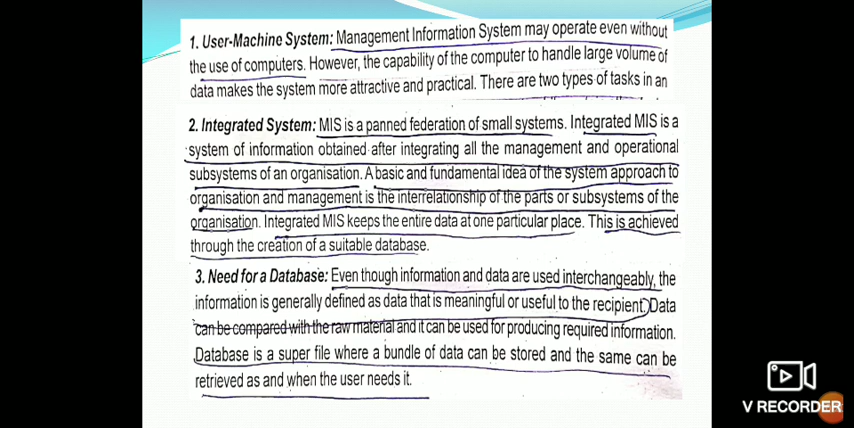 1. User-Machine System: Management Information System may operate even without
the use of computers. However, the capability of the computer to handle large volume of
data makes the system more attractive and practical. There are two types of tasks in an
2. Integrated System: MIS is a panned federation of small systems. Integrated MIS is a
system of information obtained after integrating all the management and operational
subsystems of an organisation. A basic and fundamental idea of the system approach to
organisation and management is the interrelationship of the parts or subsystems of the
organisation. Integrated MIS keeps the entire data at one particular place. This is achieved
through the creation of a suitable database.
3. Need for a Database: Even though information and data are used interchangeably, the
information is generally defined as data that is meaningful or useful to the recipient. Data
can be compared with the raw material and it can be used for producing required information.
Database is a super file where a bundle of data can be stored and the same can be
retrieved as and when the user needs it.
V RECORDER